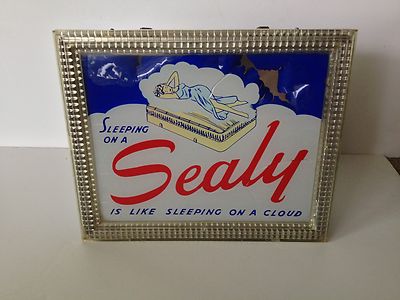 SLEEPING
ON A
Sealy
IS LIKE SLEEPING ON A CLOUD